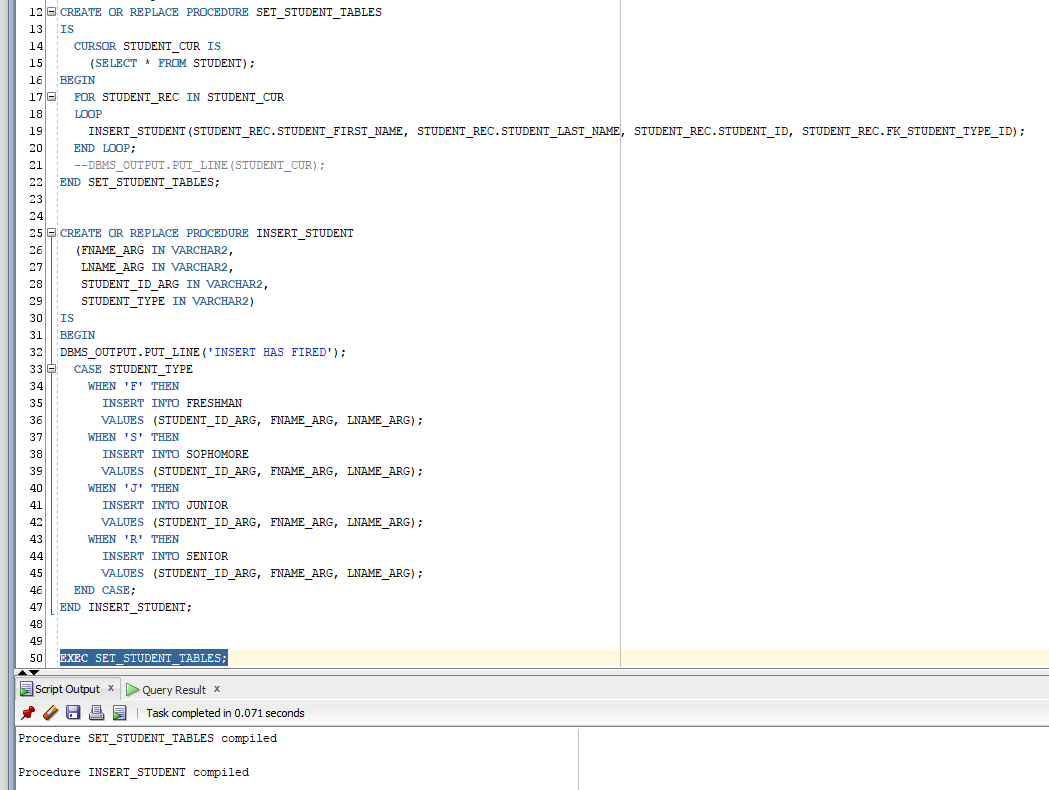 12 CREATE OR REPLACE PROCEDURE SET_STUDENT_TABLES
13 IS
14 CURSOR STUDENT_CUR IS
15 (SELECT * FROM STUDENT);
16 BEGIN
17 FOR STUDENT_REC IN STUDENT_CUR
18 LOOP
19 INSERT_STUDENT(STUDENT_REC.STUDENT_FIRST_NAME, STUDENT_REC.STUDENT_LAST_NAME, STUDENT_REC.STUDENT_ID, STUDENT_REC.FK_STUDENT_TYPE_ID);
20 END LOOP;
21 --DBMS_OUTPUT.PUT_LINE(STUDENT_CUR);
22 END SET_STUDENT_TABLES;
23
24
25 CREATE OR REPLACE PROCEDURE INSERT_STUDENT
26 (FNAME_ARG IN VARCHAR2,
27 LNAME_ARG IN VARCHAR2,
28 STUDENT_ID_ARG IN VARCHAR2,
29 STUDENT_TYPE IN VARCHAR2)
30 IS
31 BEGIN
32 DBMS_OUTPUT.PUT_LINE('INSERT HAS FIRED');
33 CASE STUDENT_TYPE
34 WHEN 'F' THEN
35 INSERT INTO FRESHMAN
36 VALUES (STUDENT_ID_ARG, FNAME_ARG, LNAME_ARG);
37 WHEN 'S' THEN
38 INSERT INTO SOPHOMORE
39 VALUES (STUDENT_ID_ARG, FNAME_ARG, LNAME_ARG);
40 WHEN 'J' THEN
41 INSERT INTO JUNIOR
42 VALUES (STUDENT_ID_ARG, FNAME_ARG, LNAME_ARG);
43 WHEN 'R' THEN
44 INSERT INTO SENIOR
45 VALUES (STUDENT_ID_ARG, FNAME_ARG, LNAME_ARG);
46 END CASE;
47 END INSERT_STUDENT;
48
49
50 EXEC SET_STUDENT_TABLES;
Script Output x Query Result x
Task completed in 0.071 seconds
Procedure SET_STUDENT_TABLES compiled
Procedure INSERT_STUDENT compiled